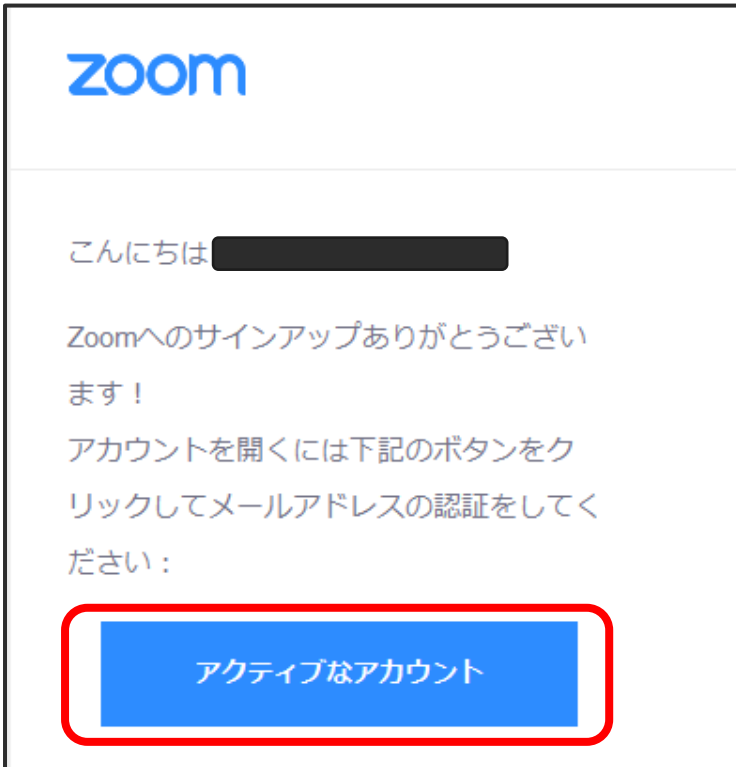 zoom
こんにちは
Zoomへのサインアップありがとうござい
ます！
アカウントを開くには下記のボタンをク
リックしてメールアドレスの認証をしてく
ださい：
アクティブなアカウント